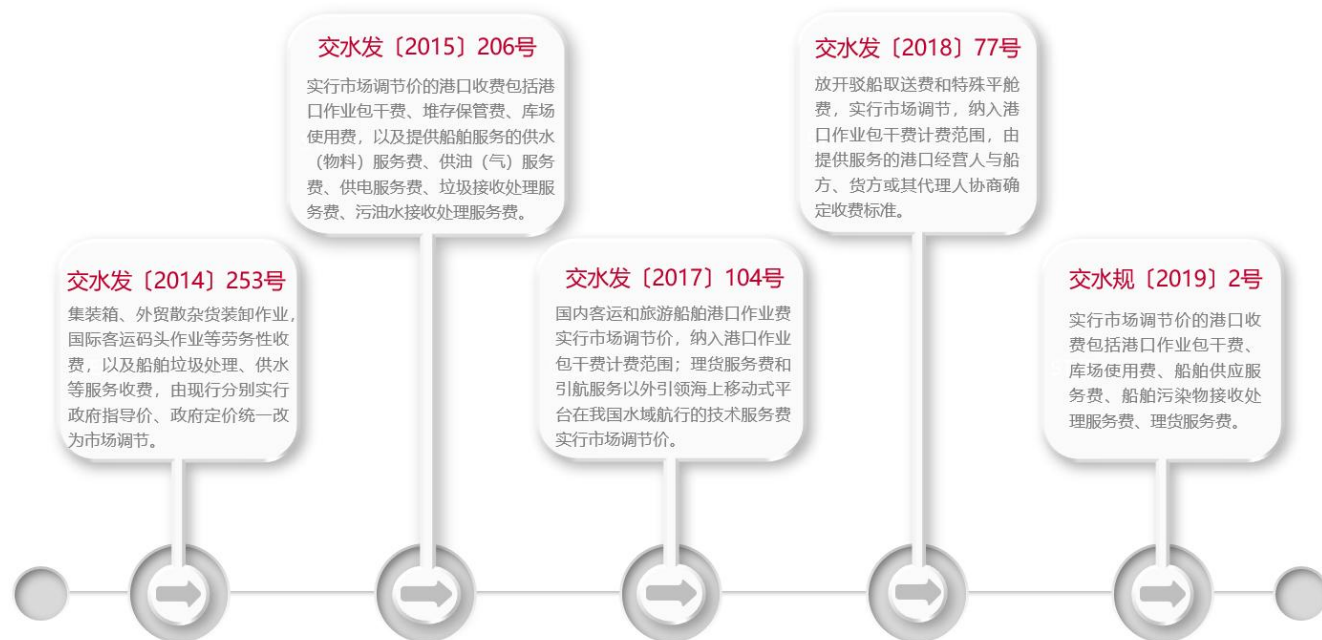 交水发〔2014〕253号
集装箱、外贸散杂货装卸作业,
国际客运码头作业等劳务性收
费，以及船舶垃圾处理、供水
等服务收费，由现行分别实行
政府指导价、政府定价统一改
为市场调节。
交水发〔2015〕206号
实行市场调节价的港口收费包括港
口作业包干费、堆存保管费、库场
使用费，以及提供船舶服务的供水
（物料）服务费、供油（气）服务
费、供电服务费、垃圾接收处理服
务费、污油水接收处理服务费。
交水发〔2017〕104号
国内客运和旅游船舶港口作业费
实行市场调节价，纳入港口作业
包干费计费范围；理货服务费和
引航服务以外引领海上移动式平
台在我国水域航行的技术服务费
实行市场调节价。
交水发〔2018〕77号
放开驳船取送费和特殊平舱
费，实行市场调节，纳入港
口作业包干费计费范围，由
提供服务的港口经营人与船
方、货方或其代理人协商确
定收费标准。
交水规〔2019〕2号
实行市场调节价的港口收
费包括港口作业包干费、
库场使用费、船舶供应服
务费、船舶污染物接收处
理服务费、理货服务费。